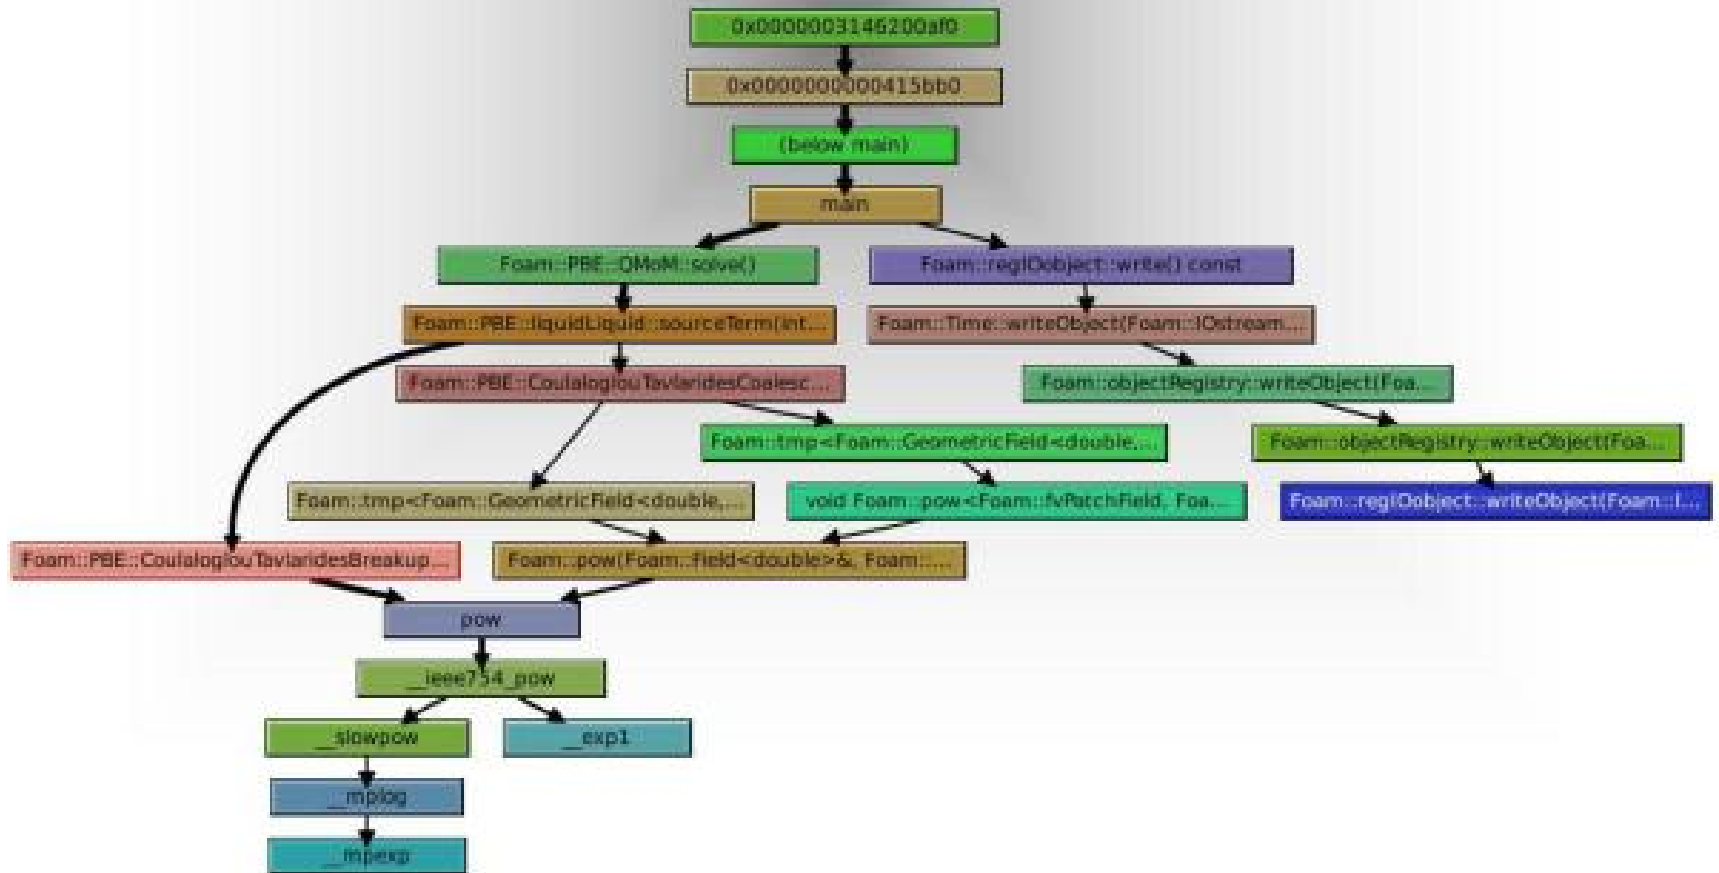 0x0000003146200af0
0x0000000000415bb0
(below main)
main
Foam::PBE::QMoM::solve()
Foam::regIOobject::write() const
Foam::PBE::liquidLiquid::sourceTerm(int...
Foam::Time::writeObject(Foam::IOstream...
Foam::PBE::CoulaloglouTavlaridesCoalesc...
Foam::objectRegistry::writeObject(Foa...
Foam::tmp<Foam::GeometricField<double,...
Foam::objectRegistry::writeObject(Foa...
Foam::tmp<Foam::GeometricField<double,...
void Foam::pow<Foam::fvPatchField, Foa...
Foam::regIOobject::writeObject(Foam::I...
Foam::PBE::CoulaloglouTavlaridesBreakup...
Foam::pow(Foam::Field<double>&, Foam::...
pow
__ieee754_pow
__slowpow
__exp1
__mplog
__mpexp